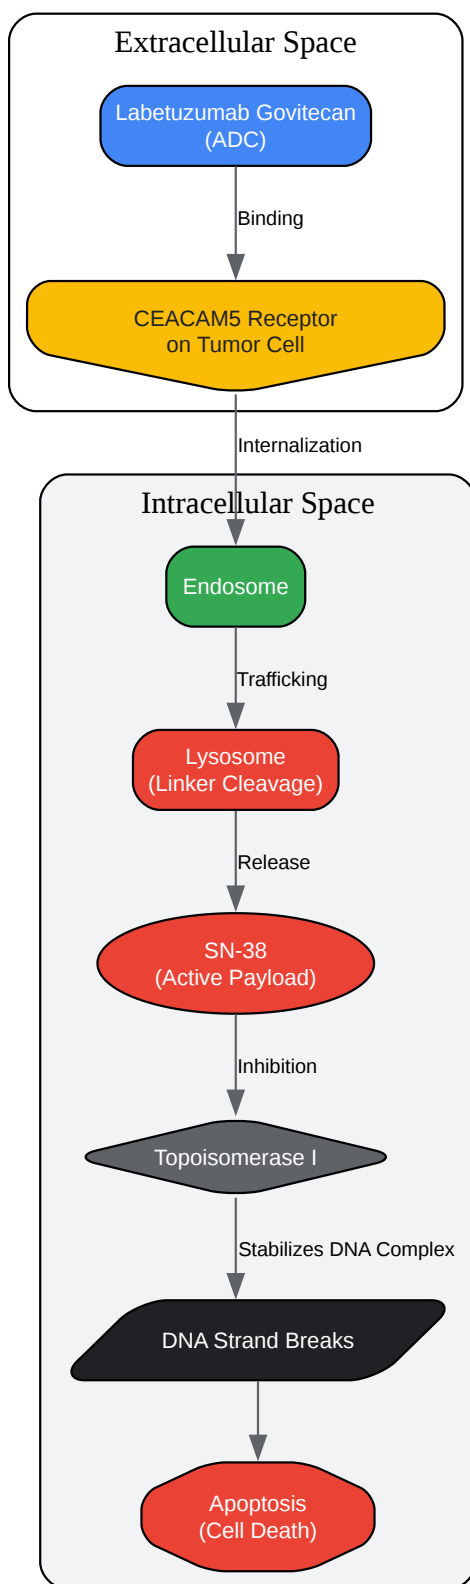 Extracellular Space
Labetuzumab Govitecan
(ADC)
Binding
CEACAM5 Receptor
on Tumor Cell
Internalization
Intracellular Space
Endosome
Trafficking
Lysosome
(Linker Cleavage)
Release
SN-38
(Active Payload)
Inhibition
Topoisomerase I
Stabilizes DNA Complex
DNA Strand Breaks
Apoptosis
(Cell Death)